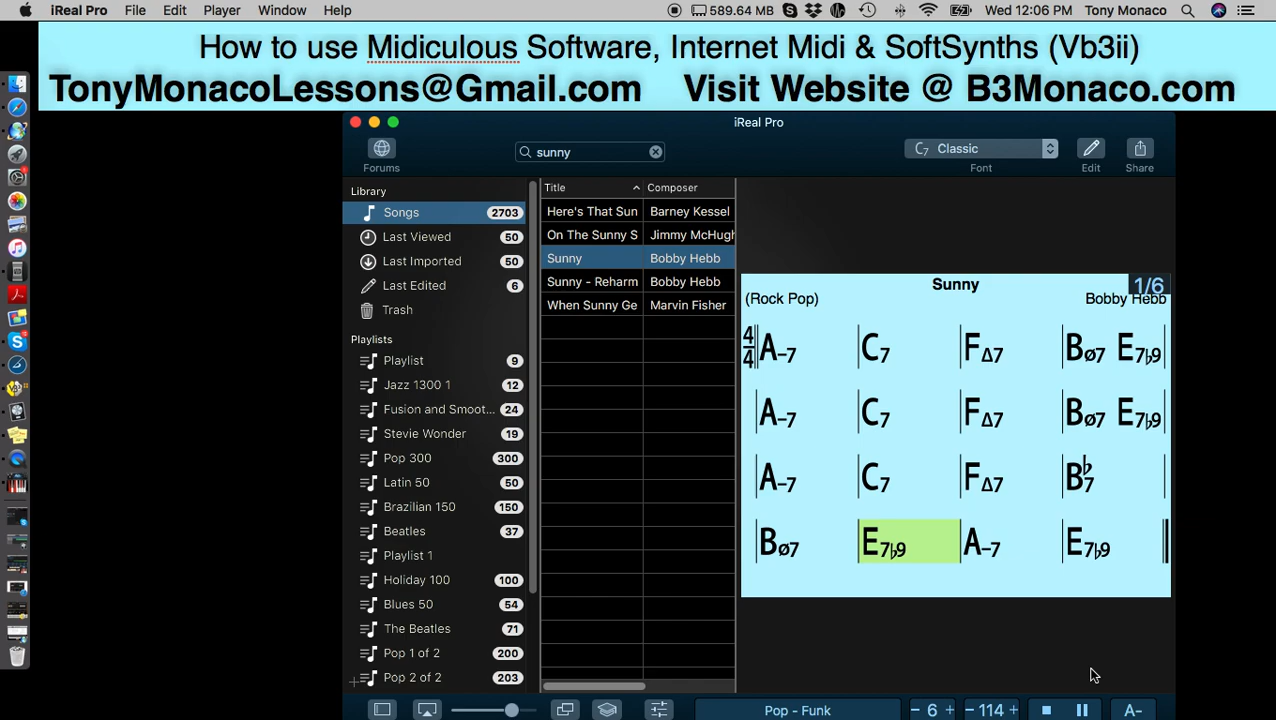 iReal Pro File Edit Player Window Help 589.64 MB Wed 12:06 PM Tony Monaco
How to use Midiculous Software, Internet Midi & SoftSynths (Vb3ii)
TonyMonacoLessons@Gmail.com Visit Website @ B3Monaco.com
iReal Pro
sunny
C7 Classic
Forums
Font
Edit
Share
Library
Songs 2703
Last Viewed 50
Last Imported 50
Last Edited 6
Trash
Playlists
Playlist 9
Jazz 1300 1 12
Fusion and Smoot... 24
Stevie Wonder 19
Pop 300 300
Latin 50 50
Brazilian 150 150
Beatles 37
Playlist 1
Holiday 100 100
Blues 50 54
The Beatles 71
Pop 1 of 2 200
Pop 2 of 2 203
Title Composer
Here's That Sun Barney Kessel
On The Sunny S Jimmy McHugh
Sunny Bobby Hebb
Sunny - Reharm Bobby Hebb
When Sunny Ge Marvin Fisher
Sunny
1/6
(Rock Pop) Bobby Hebb
4/4 A-7 C7 FΔ7 Bø7 E7♭9
A-7 C7 FΔ7 Bø7 E7♭9
A-7 C7 FΔ7 B♭7
Bø7 E7♭9 A-7 E7♭9
Pop - Funk
− 6 +
− 114 +
A-